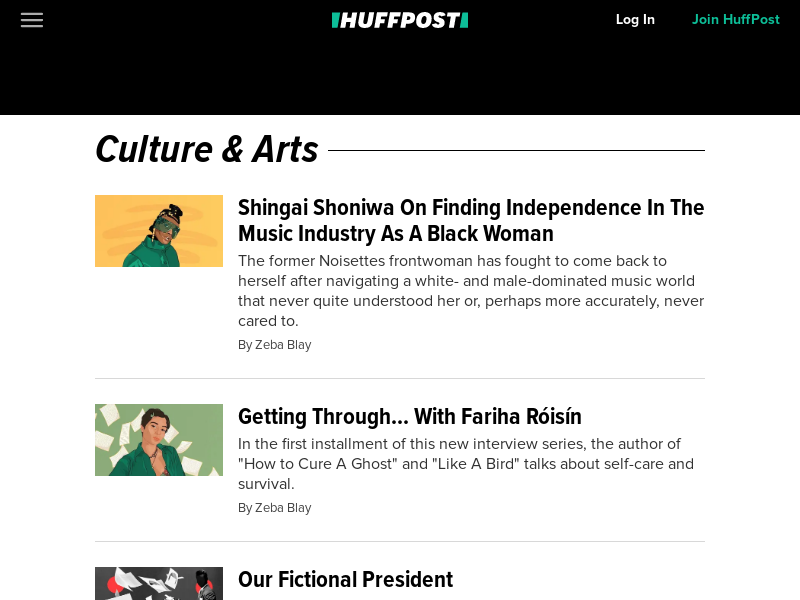 HUFFPOST
Log In
Join HuffPost
Culture & Arts
Shingai Shoniwa On Finding Independence In The
Music Industry As A Black Woman
The former Noisettes frontwoman has fought to come back to
herself after navigating a white- and male-dominated music world
that never quite understood her or, perhaps more accurately, never
cared to.
By Zeba Blay
Getting Through... With Fariha Róisín
In the first installment of this new interview series, the author of
"How to Cure A Ghost" and "Like A Bird" talks about self-care and
survival.
By Zeba Blay
Our Fictional President